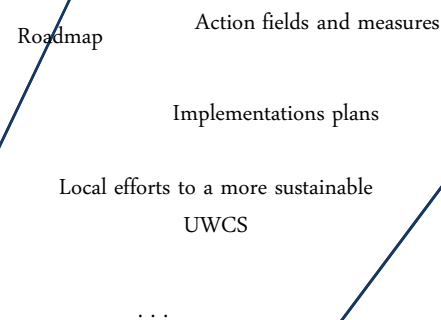 Action fields and measures
Roadmap
Implementations plans
Local efforts to a more sustainable
UWCS
...